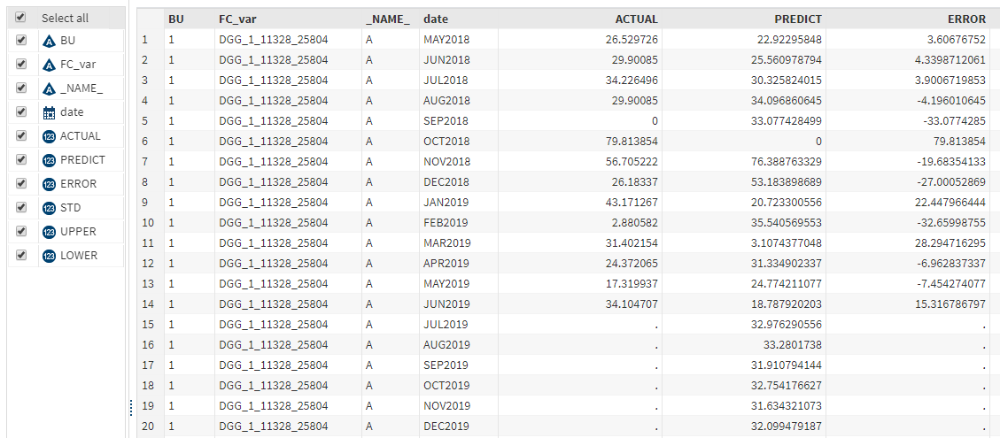 Select all
BU
FC_var
_NAME_
date
123 ACTUAL
123 PREDICT
123 ERROR
123 STD
123 UPPER
123 LOWER
BU FC_var _NAME_ date ACTUAL PREDICT ERROR
1 1 DGG_1_11328_25804 A MAY2018 26.529726 22.92295848 3.60676752
2 1 DGG_1_11328_25804 A JUN2018 29.90085 25.560978794 4.3398712061
3 1 DGG_1_11328_25804 A JUL2018 34.226496 30.325824015 3.9006719853
4 1 DGG_1_11328_25804 A AUG2018 29.90085 34.096860645 -4.196010645
5 1 DGG_1_11328_25804 A SEP2018 0 33.077428499 -33.0774285
6 1 DGG_1_11328_25804 A OCT2018 79.813854 0 79.813854
7 1 DGG_1_11328_25804 A NOV2018 56.705222 76.388763329 -19.68354133
8 1 DGG_1_11328_25804 A DEC2018 26.18337 53.183898689 -27.00052869
9 1 DGG_1_11328_25804 A JAN2019 43.171267 20.723300556 22.447966444
10 1 DGG_1_11328_25804 A FEB2019 2.880582 35.540569553 -32.65998755
11 1 DGG_1_11328_25804 A MAR2019 31.402154 3.1074377048 28.294716295
12 1 DGG_1_11328_25804 A APR2019 24.372065 31.334902337 -6.962837337
13 1 DGG_1_11328_25804 A MAY2019 17.319937 24.774211077 -7.454274077
14 1 DGG_1_11328_25804 A JUN2019 34.104707 18.787920203 15.316786797
15 1 DGG_1_11328_25804 A JUL2019 . 32.976290556 .
16 1 DGG_1_11328_25804 A AUG2019 . 33.2801738 .
17 1 DGG_1_11328_25804 A SEP2019 . 31.910794144 .
18 1 DGG_1_11328_25804 A OCT2019 . 32.754176627 .
19 1 DGG_1_11328_25804 A NOV2019 . 31.634321073 .
20 1 DGG_1_11328_25804 A DEC2019 . 32.099479187 .